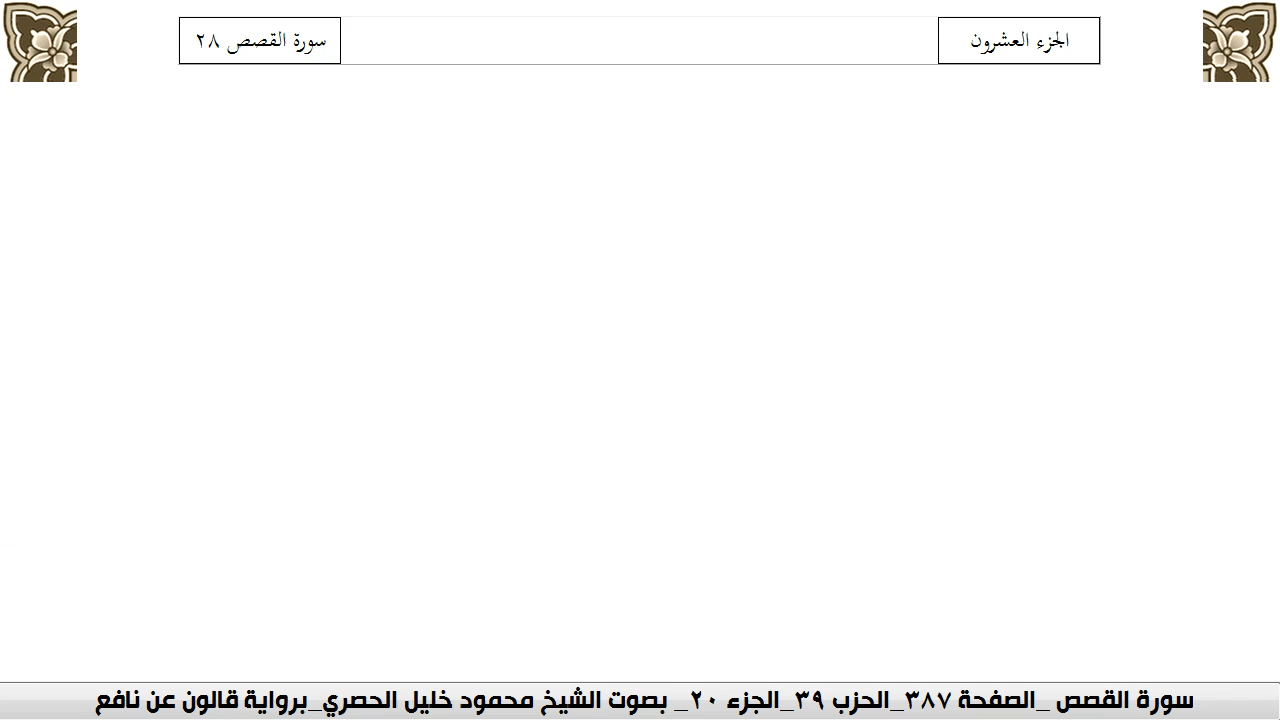 الجزء العشرون
سورة القصص ٢٨
سورة القصص _الصفحة ٣٨٧_الحزب ٣٩_الجزء ٢٠_ بصوت الشيخ محمود خليل الحصري_برواية قالون عن نافع